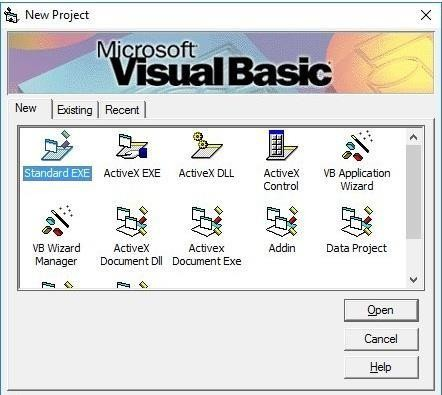 New Project
Microsoft
Visual Basic
New Existing Recent
Standard EXE ActiveX EXE ActiveX DLL ActiveX Control VB Application Wizard
VB Wizard Manager ActiveX Document Dll Activex Document Exe Addin Data Project
Open
Cancel
Help